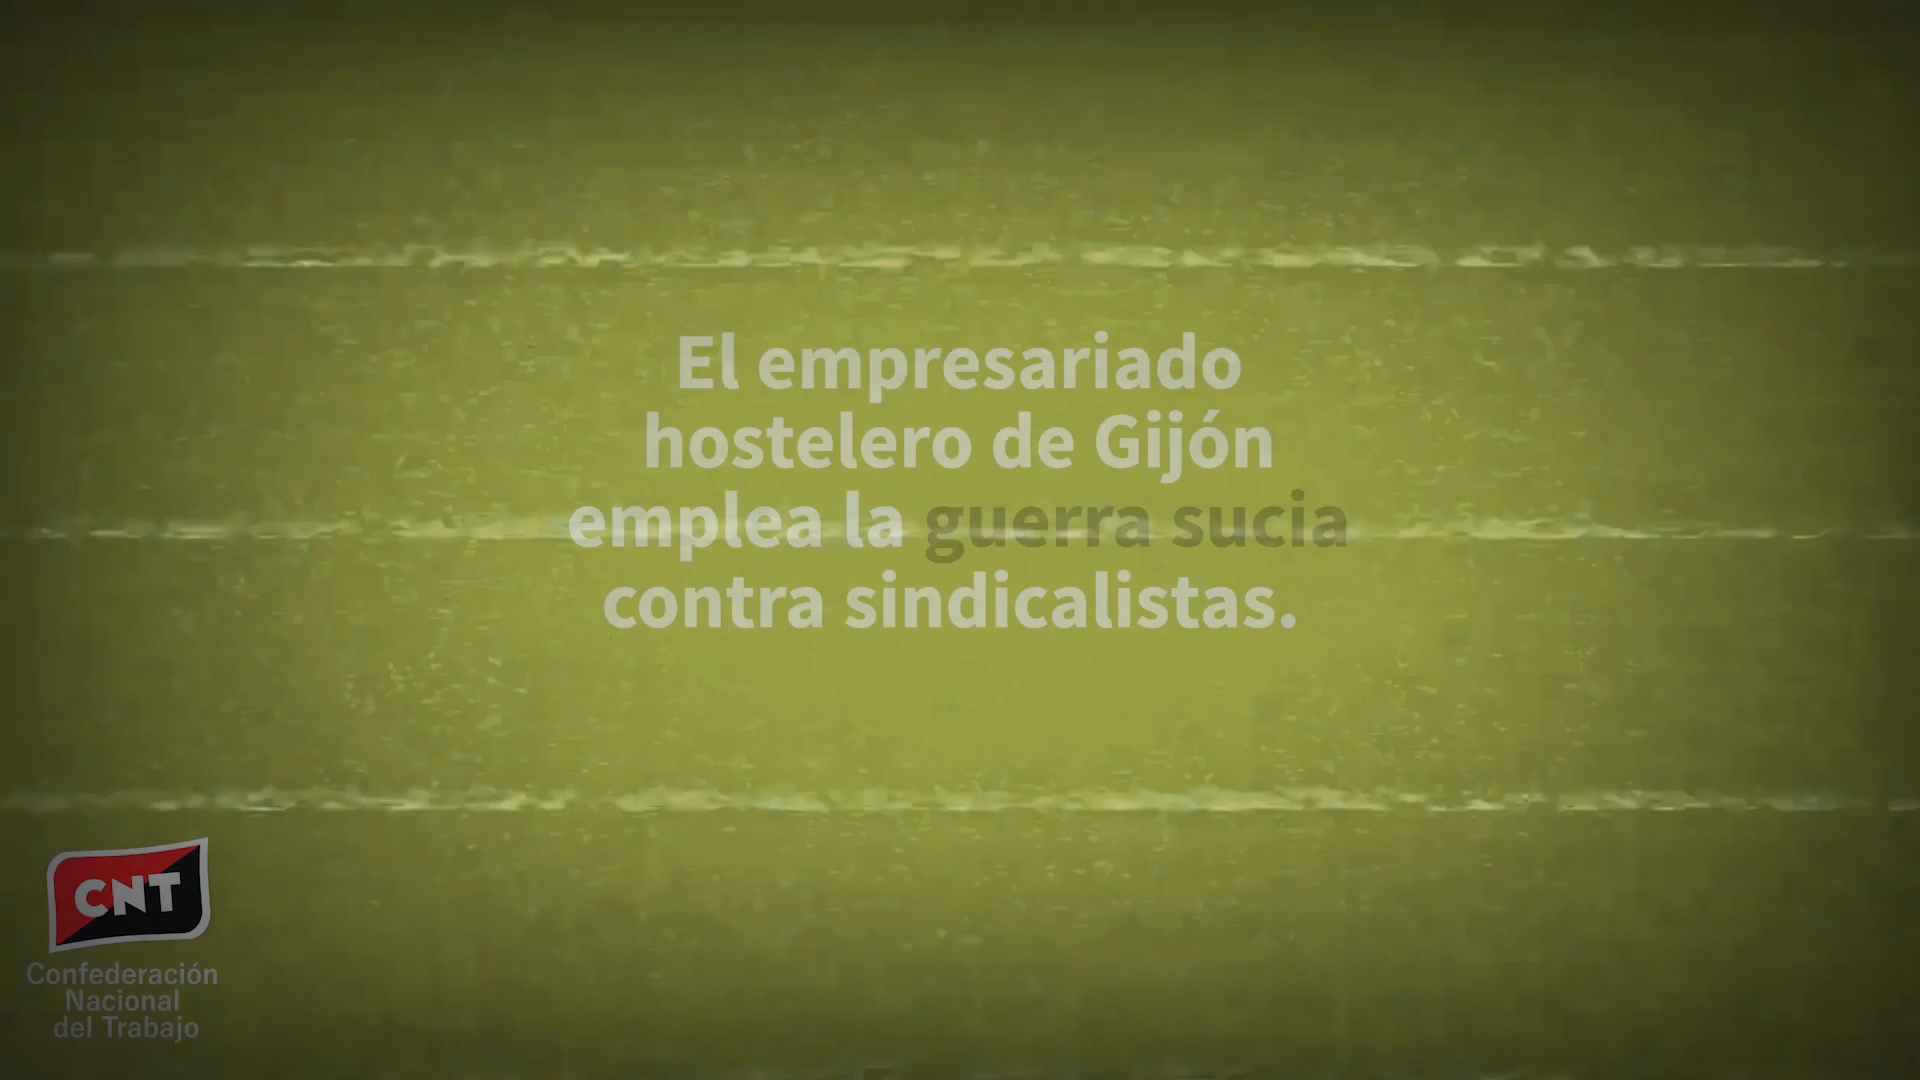 El empresariado
hostelero de Gijón
emplea la guerra sucia
contra sindicalistas.
CNT
Confederación
Nacional
del Trabajo